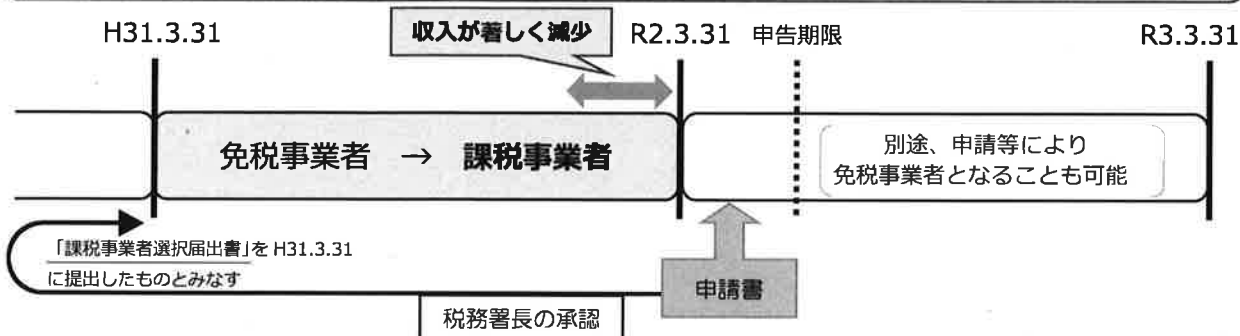 H31.3.31
収入が著しく減少
R2.3.31 申告期限
R3.3.31
免税事業者 → 課税事業者
別途、申請等により
免税事業者となることも可能
「課税事業者選択届出書」を H31.3.31
に提出したものとみなす
申請書
税務署長の承認